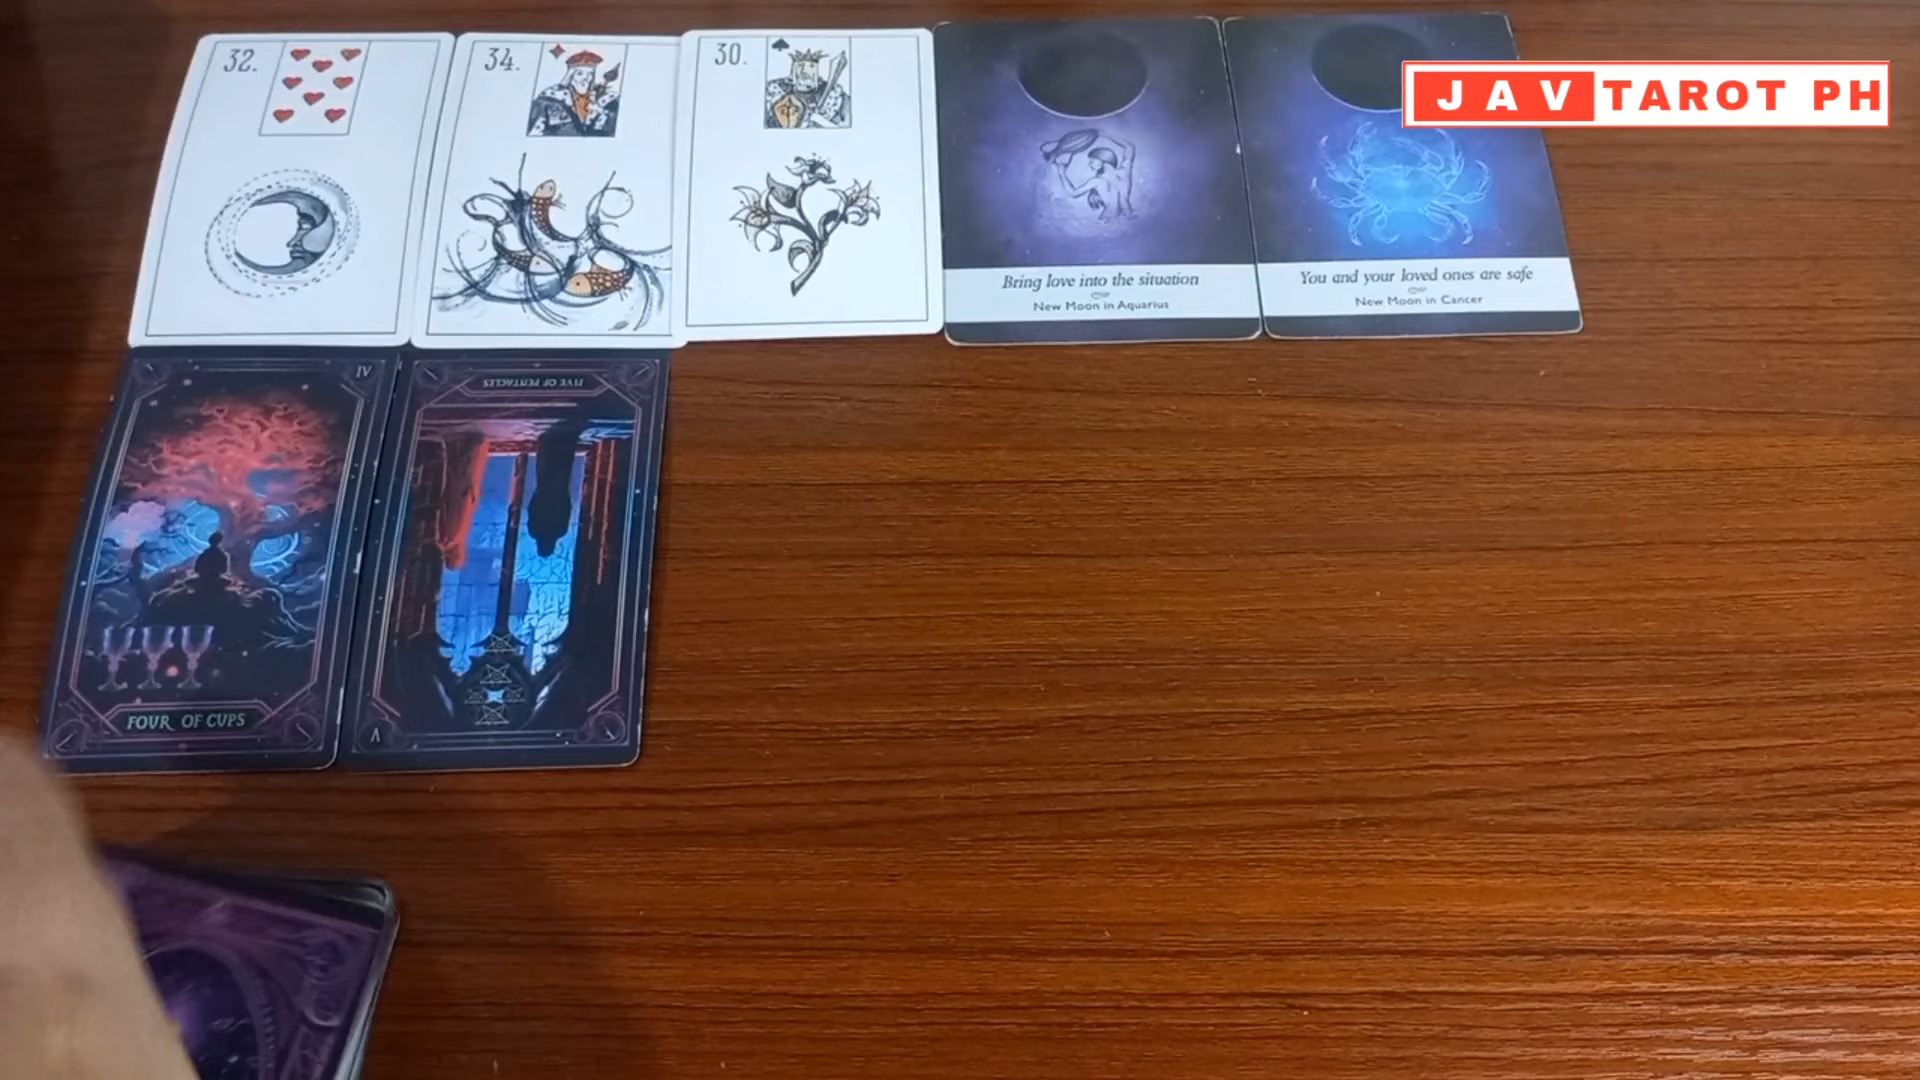 32.
34.
30.
JAV TAROT PH
Bring love into the situation
New Moon in Aquarius
You and your loved ones are safe
New Moon in Cancer
IV
FOUR OF CUPS
FIVE OF PENTACLES
V